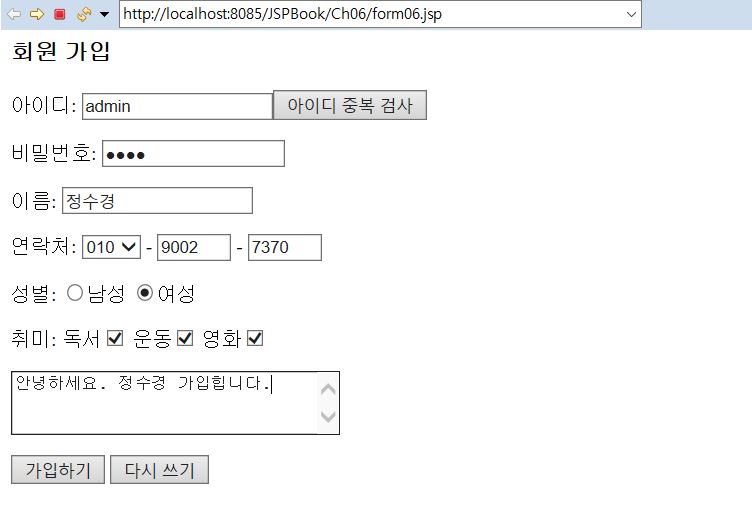 http://localhost:8085/JSPBook/Ch06/form06.jsp
회원 가입
아이디: admin 아이디 중복 검사
비밀번호: ●●●●
이름: 정수경
연락처: 010 - 9002 - 7370
성별: 남성 여성
취미: 독서 운동 영화
안녕하세요. 정수경 가입힙니다.
가입하기 다시 쓰기